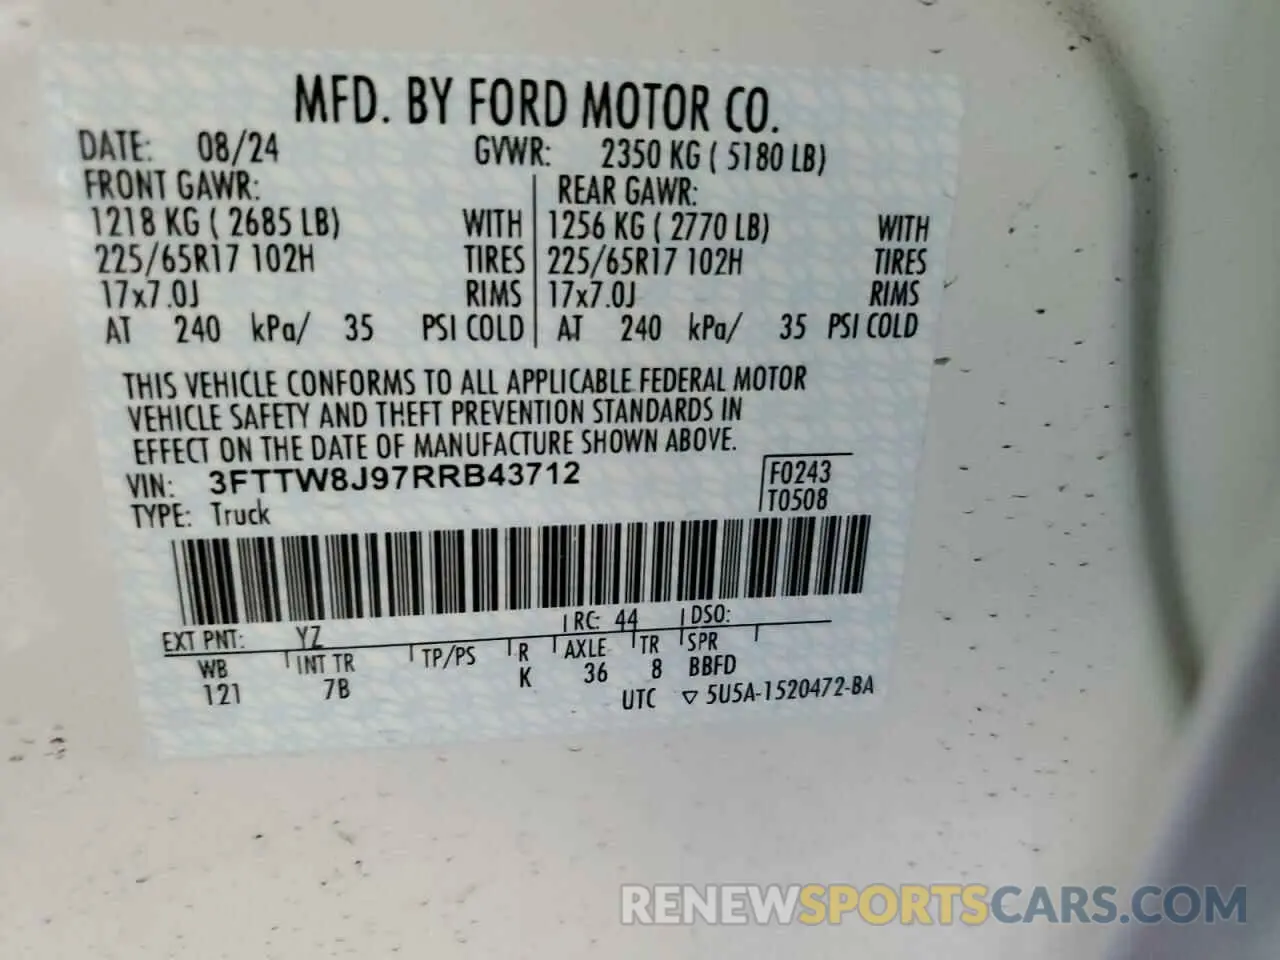 MFD. BY FORD MOTOR CO.
DATE: 08/24 GVWR: 2350 KG ( 5180 LB)
FRONT GAWR: REAR GAWR:
1218 KG ( 2685 LB) WITH 1256 KG ( 2770 LB) WITH
225/65R17 102H TIRES 225/65R17 102H TIRES
17x7.0J RIMS 17x7.0J RIMS
AT 240 kPa/ 35 PSI COLD AT 240 kPa/ 35 PSI COLD
THIS VEHICLE CONFORMS TO ALL APPLICABLE FEDERAL MOTOR
VEHICLE SAFETY AND THEFT PREVENTION STANDARDS IN
EFFECT ON THE DATE OF MANUFACTURE SHOWN ABOVE.
VIN: 3FTTW8J97RRB43712 F0243
TYPE: Truck T0508
EXT PNT: YZ RC: 44 DSO:
WB INT TR TP/PS R AXLE TR SPR
121 7B K 36 8 BBFD
UTC ▽ 5U5A-1520472-BA
RENEWSPORTSCARS.COM